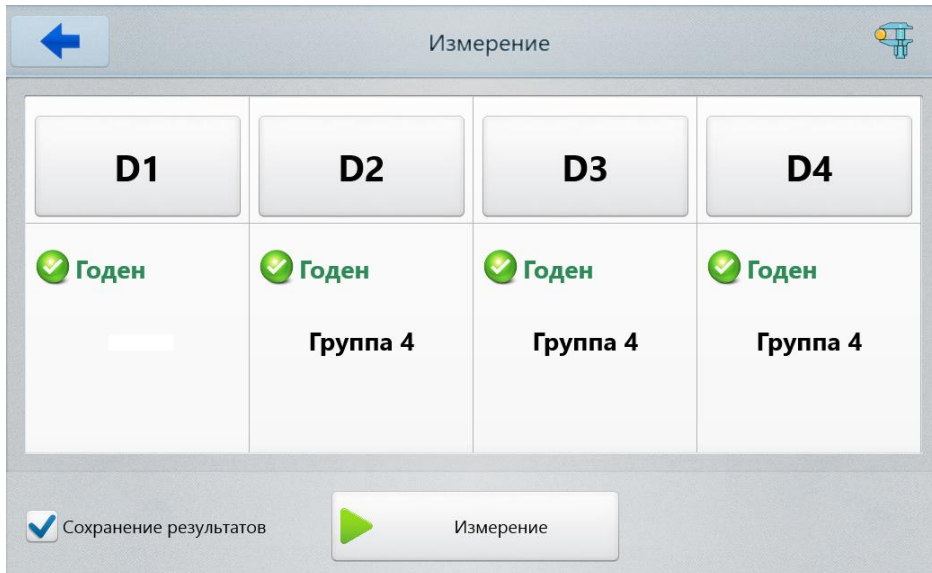 Измерение
D1
D2
D3
D4
Годен
Годен
Годен
Годен
Группа 4
Группа 4
Группа 4
Сохранение результатов
Измерение